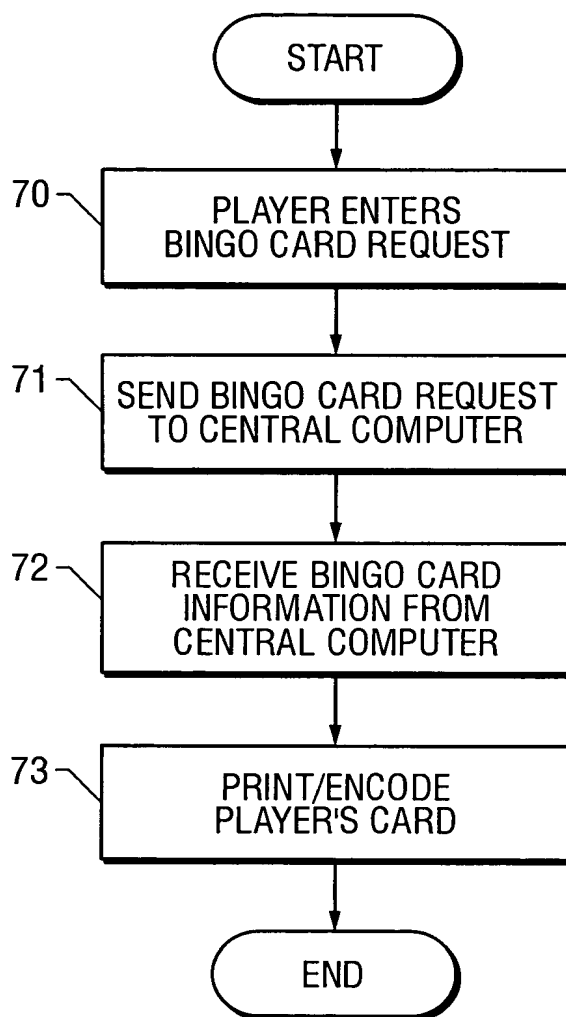 START
70
PLAYER ENTERS
BINGO CARD REQUEST
71
SEND BINGO CARD REQUEST
TO CENTRAL COMPUTER
72
RECEIVE BINGO CARD
INFORMATION FROM
CENTRAL COMPUTER
73
PRINT/ENCODE
PLAYER'S CARD
END